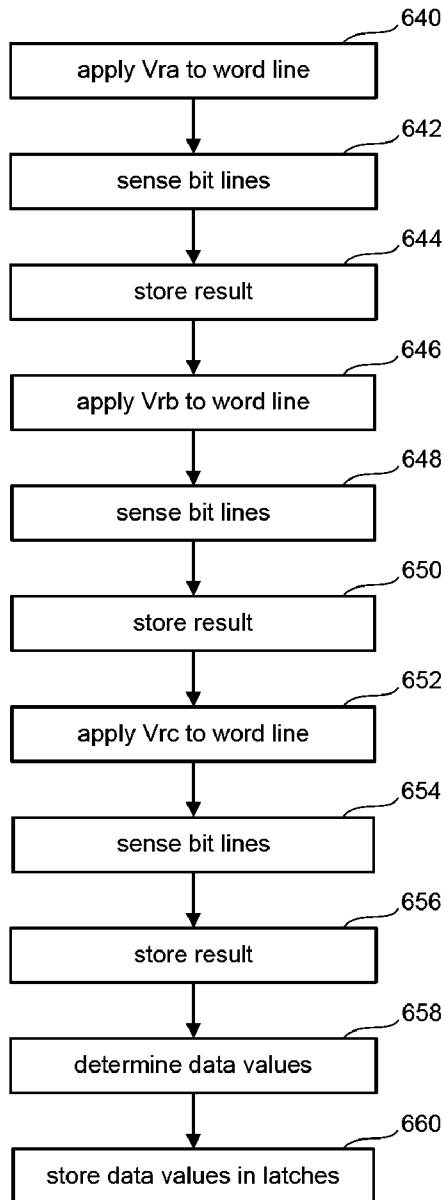 640
apply Vra to word line
642
sense bit lines
644
store result
646
apply Vrb to word line
648
sense bit lines
650
store result
652
apply Vrc to word line
654
sense bit lines
656
store result
658
determine data values
660
store data values in latches